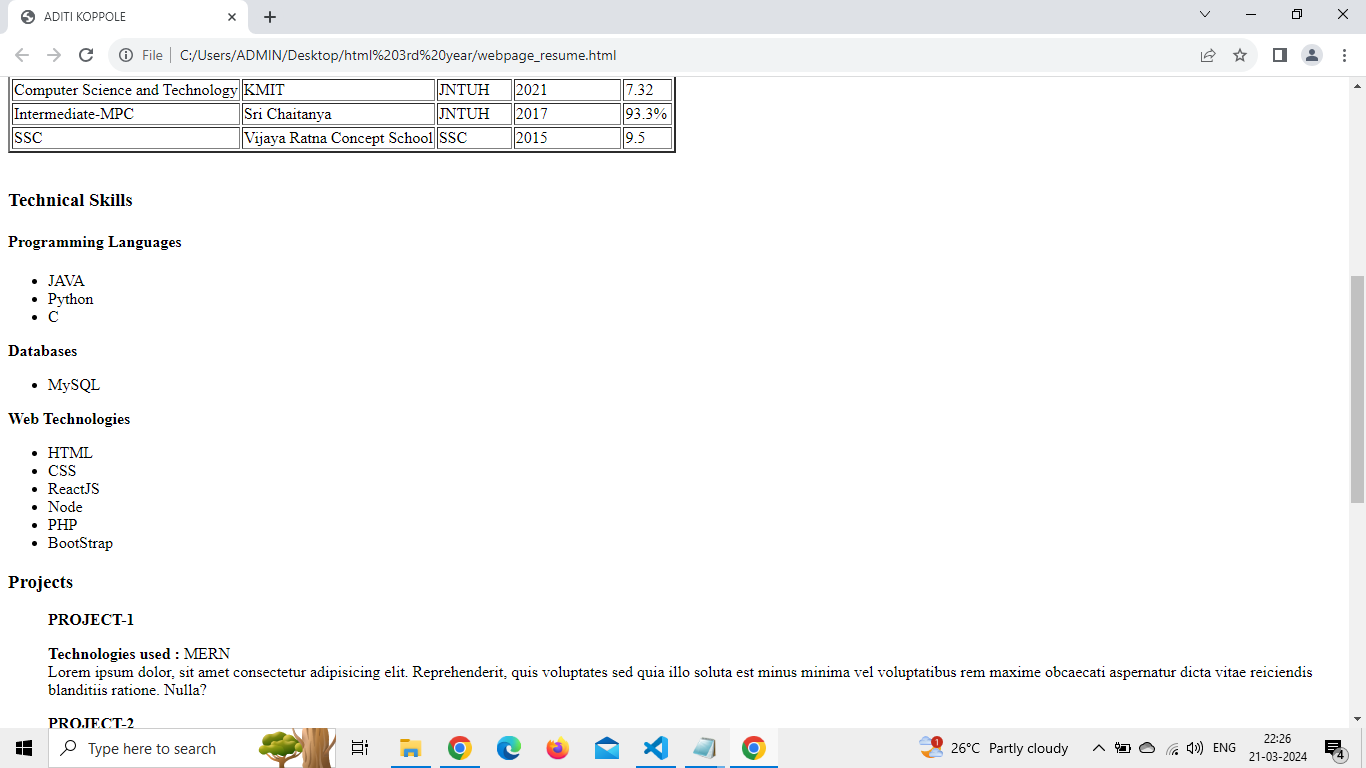 ADITI KOPPOLE
File C:/Users/ADMIN/Desktop/html%203rd%20year/webpage_resume.html
Computer Science and Technology KMIT JNTUH 2021 7.32
Intermediate-MPC Sri Chaitanya JNTUH 2017 93.3%
SSC Vijaya Ratna Concept School SSC 2015 9.5
Technical Skills
Programming Languages
JAVA
Python
C
Databases
MySQL
Web Technologies
HTML
CSS
ReactJS
Node
PHP
BootStrap
Projects
PROJECT-1
Technologies used : MERN
Lorem ipsum dolor, sit amet consectetur adipisicing elit. Reprehenderit, quis voluptates sed quia illo soluta est minus minima vel voluptatibus rem maxime obcaecati aspernatur dicta vitae reiciendis
blanditiis ratione. Nulla?
PROJECT-2
Type here to search
1
26°C Partly cloudy
ENG
22:26
21-03-2024
4